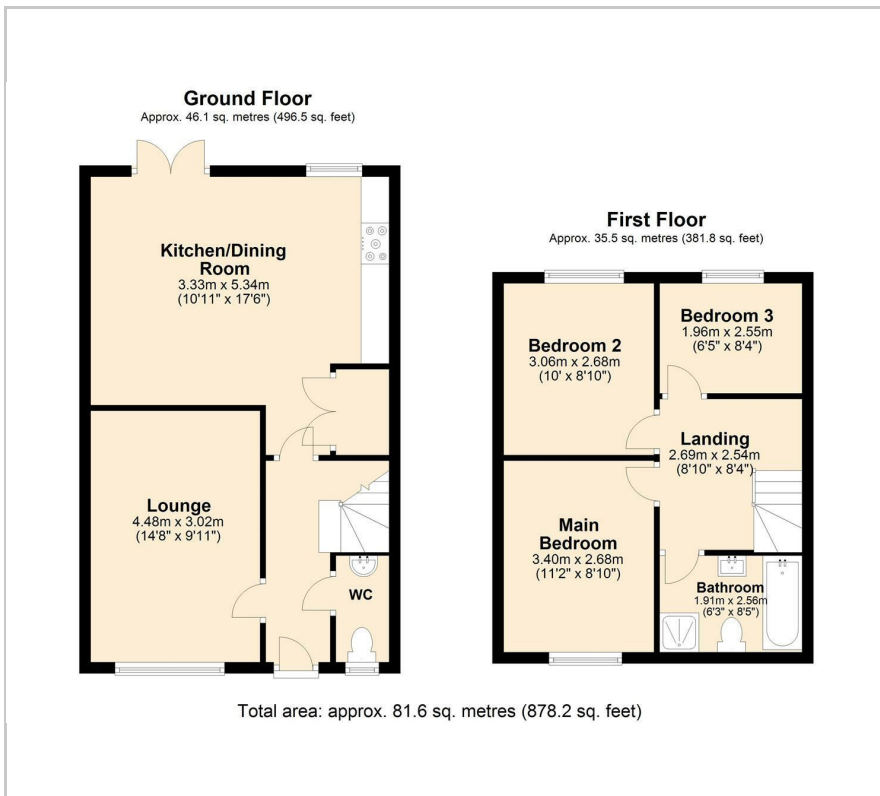 Ground Floor
Approx. 46.1 sq. metres (496.5 sq. feet)
Kitchen/Dining
Room
3.33m x 5.34m
(10'11" x 17'6")
Lounge
4.48m x 3.02m
(14'8" x 9'11")
WC
First Floor
Approx. 35.5 sq. metres (381.8 sq. feet)
Bedroom 2
3.06m x 2.68m
(10' x 8'10")
Bedroom 3
1.96m x 2.55m
(6'5" x 8'4")
Landing
2.69m x 2.54m
(8'10" x 8'4")
Main
Bedroom
3.40m x 2.68m
(11'2" x 8'10")
Bathroom
1.91m x 2.56m
(6'3" x 8'5")
Total area: approx. 81.6 sq. metres (878.2 sq. feet)